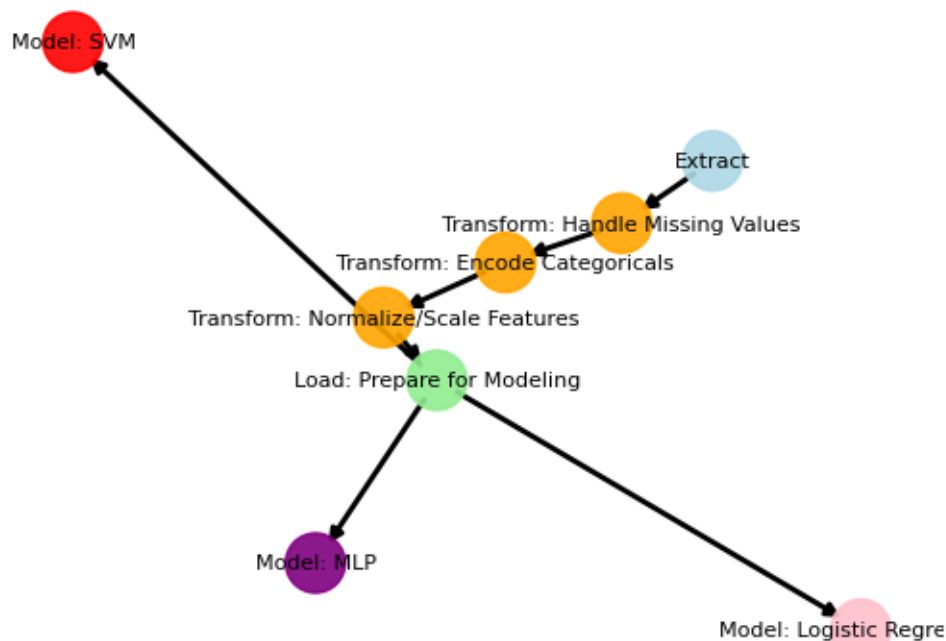 Model: SVM
Extract
Transform: Handle Missing Values
Transform: Encode Categoricals
Transform: Normalize/Scale Features
Load: Prepare for Modeling
Model: MLP
Model: Logistic Regre